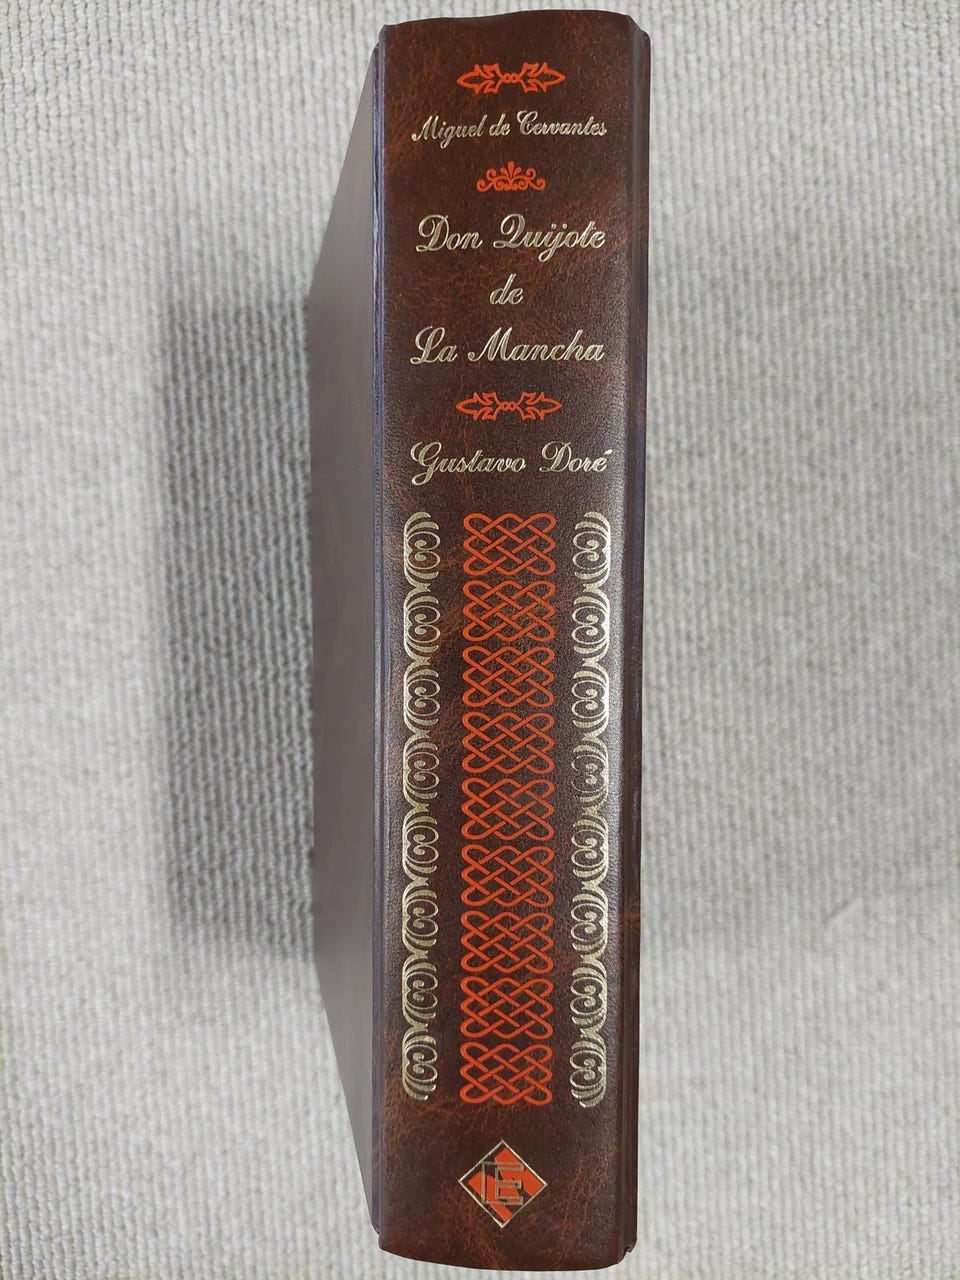 Miguel de Cervantes
Don Quijote
de
La Mancha
Gustavo Doré